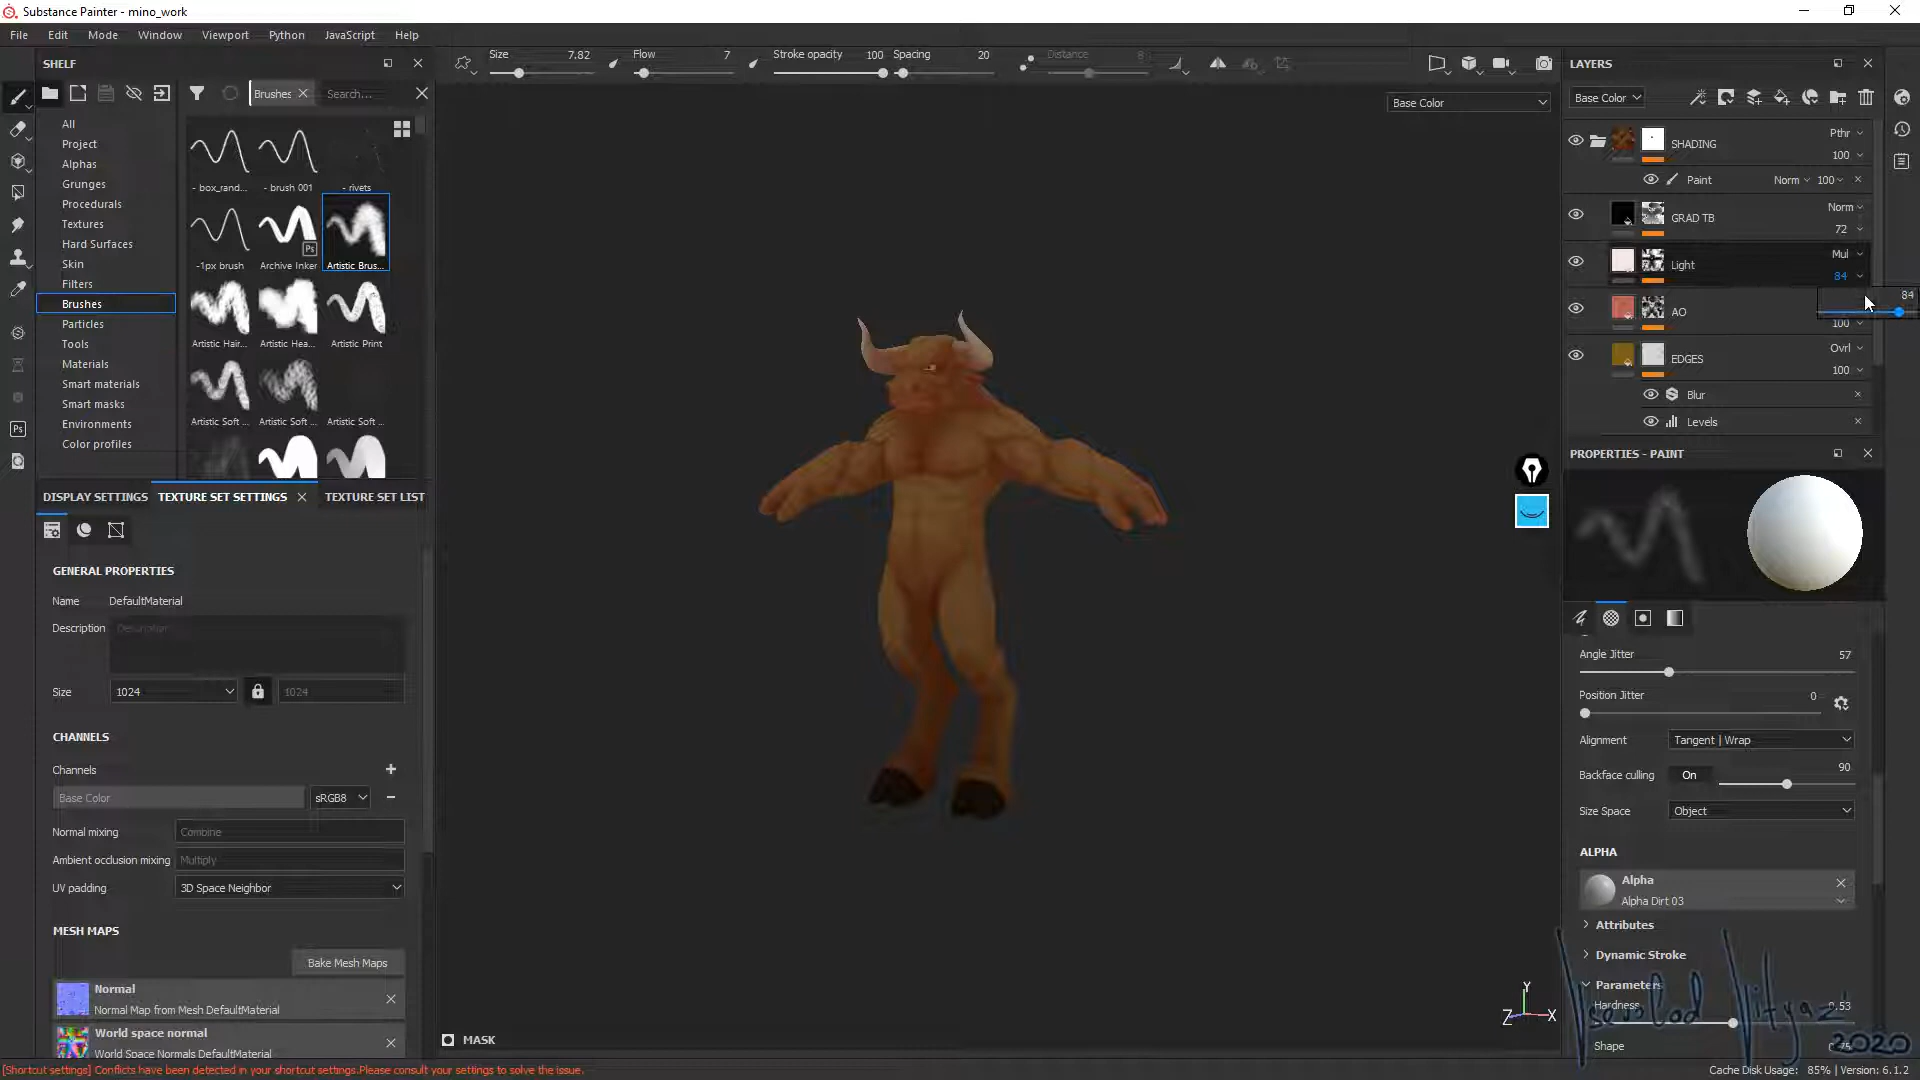 Substance Painter - mino_work
File Edit Mode Window Viewport Python JavaScript Help
SHELF
Brushes
Search...
All
Project
Alphas
Grunges
Procedurals
Textures
Hard Surfaces
Skin
Filters
Brushes
Particles
Tools
Materials
Smart materials
Smart masks
Environments
Color profiles
- box_rand... - brush 001 - rivets
-1px brush Archive Inker Artistic Brus...
Artistic Hair... Artistic Hea... Artistic Print
Artistic Soft ... Artistic Soft ... Artistic Soft ...
Size 7.82 Flow 7 Stroke opacity 100 Spacing 20 Distance 8
Base Color
DISPLAY SETTINGS TEXTURE SET SETTINGS TEXTURE SET LIST
GENERAL PROPERTIES
Name DefaultMaterial
Description Description
Size 1024 1024
CHANNELS
Channels
Base Color sRGB8
Normal mixing Combine
Ambient occlusion mixing Multiply
UV padding 3D Space Neighbor
MESH MAPS
Bake Mesh Maps
Normal
Normal Map from Mesh DefaultMaterial
World space normal
World Space Normals DefaultMaterial
MASK
Y
Z X
LAYERS
Base Color
SHADING Pthr
100
Paint Norm 100
GRAD TB Norm
72
Light Mul
84
84
AO
100
EDGES Ovrl
100
Blur
Levels
PROPERTIES - PAINT
Angle Jitter 57
Position Jitter 0
Alignment Tangent | Wrap
Backface culling On 90
Size Space Object
ALPHA
Alpha
Alpha Dirt 03
Attributes
Dynamic Stroke
Parameters
Hardness
Shape
2020
[Shortcut settings] Conflicts have been detected in your shortcut settings.Please consult your settings to solve the issue.
Cache Disk Usage: 85% | Version: 6.1.2